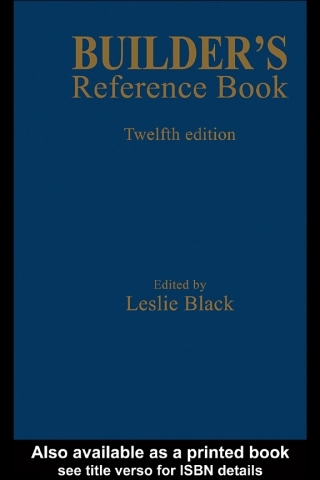 BUILDER'S
Reference Book
Twelfth edition
Edited by
Leslie Black
Also available as a printed book
see title verso for ISBN details